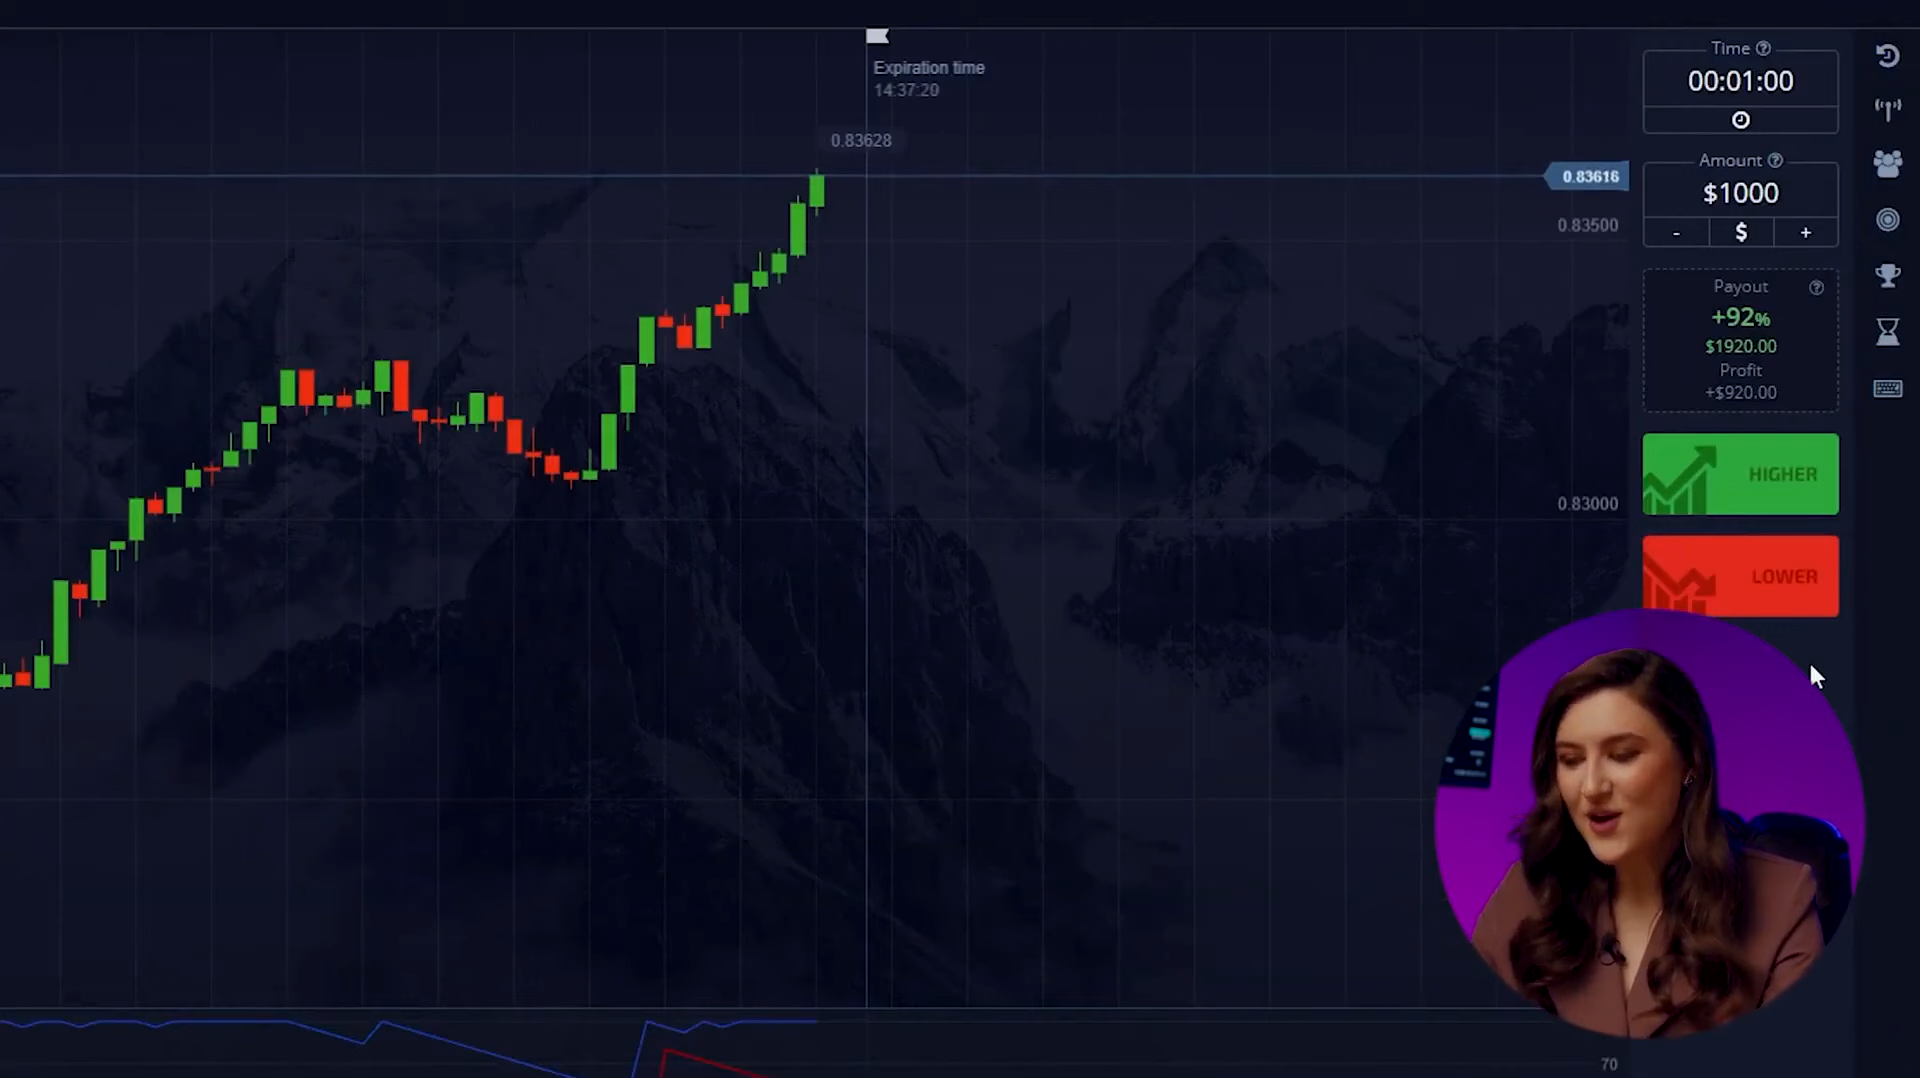 Expiration time
14:37:20
0.83628
0.83616
0.83500
0.83000
70
Time
00:01:00
Amount
$1000
- $ +
Payout
+92%
$1920.00
Profit
+$920.00
HIGHER
LOWER